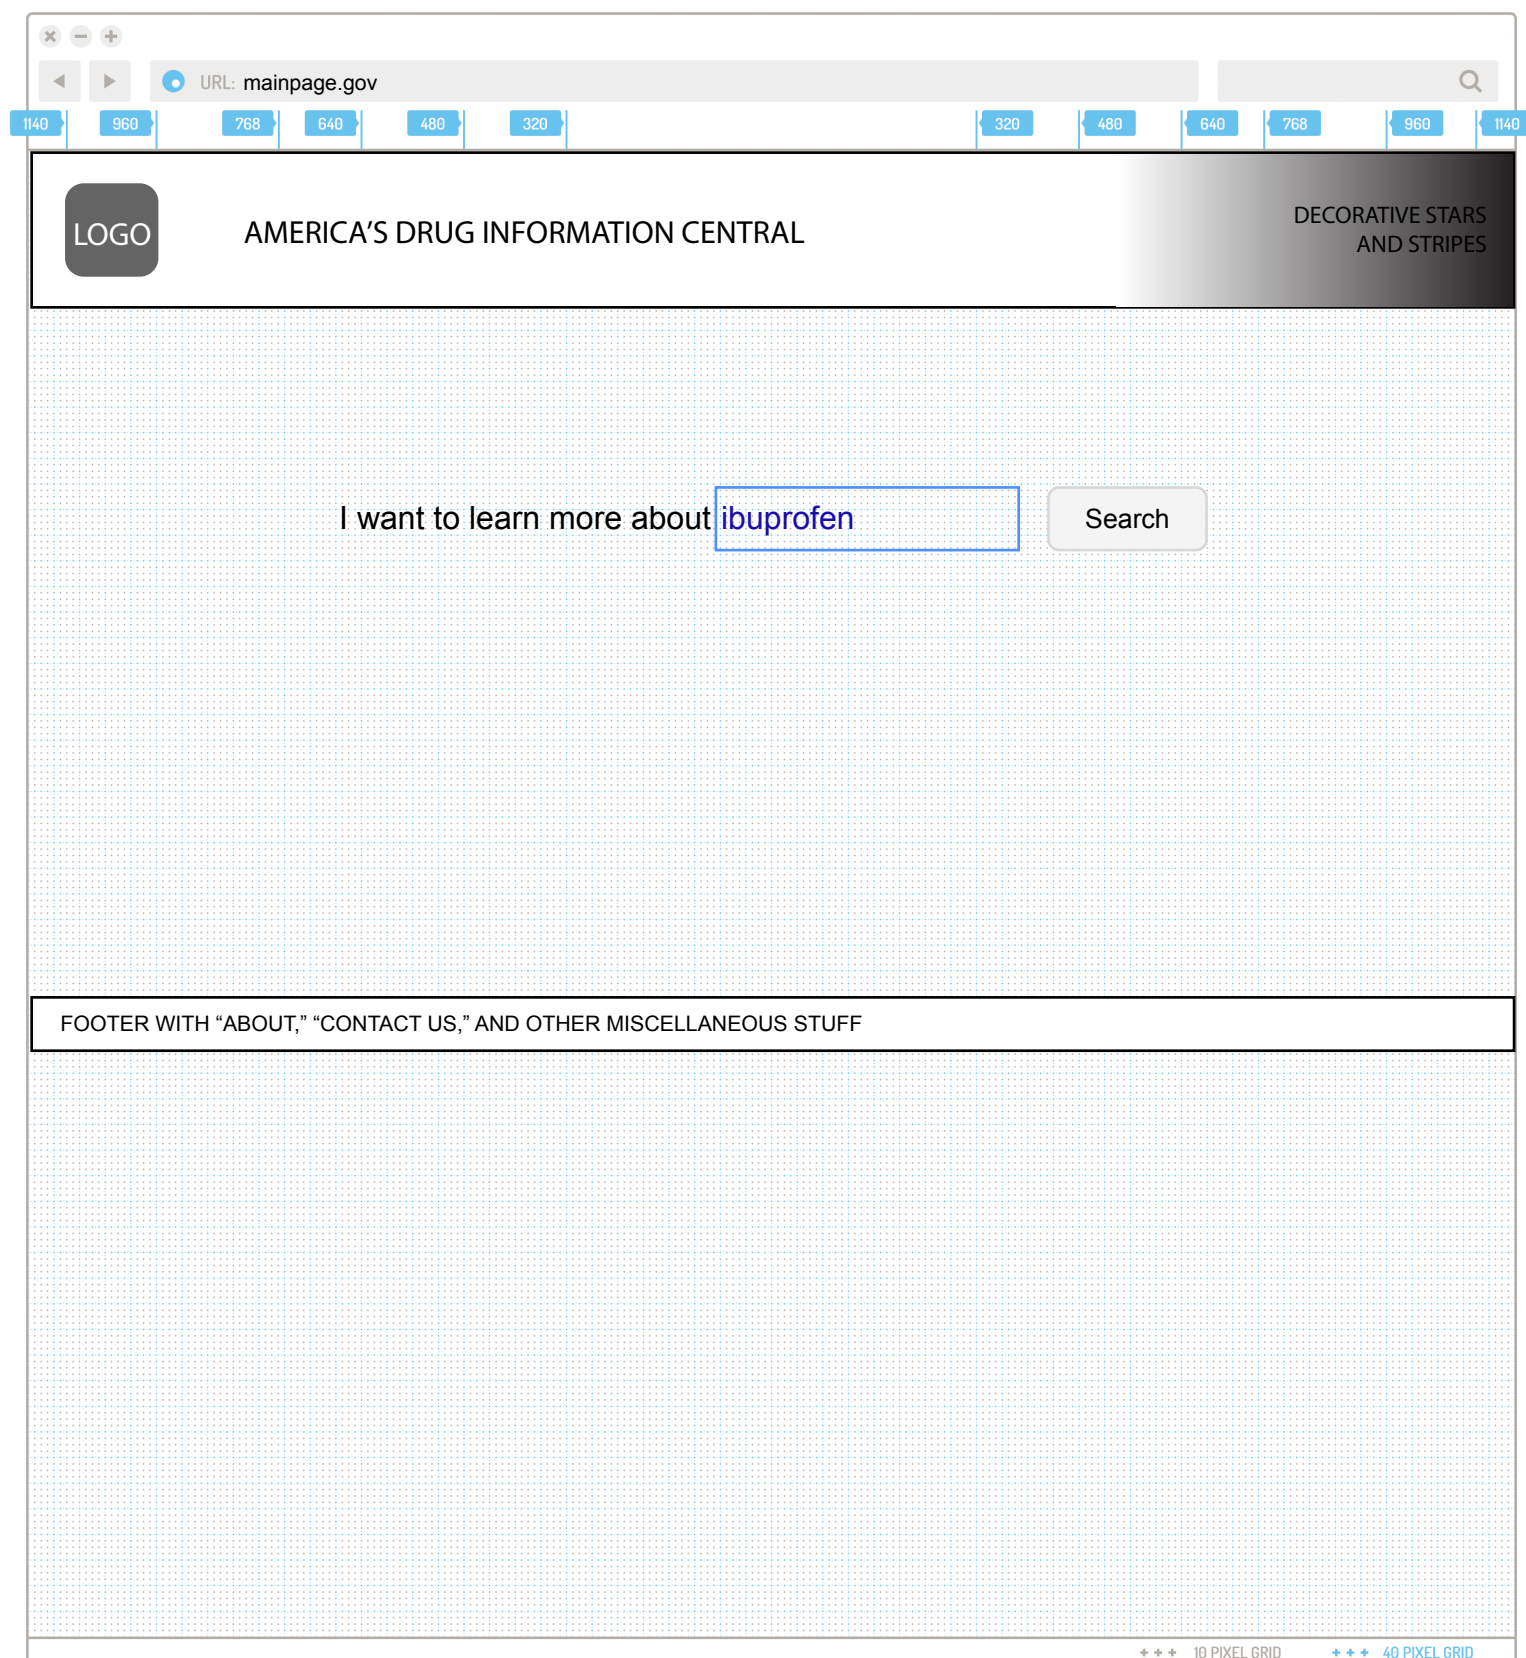 URL: mainpage.gov
1140 960 768 640 480 320 320 480 640 768 960 1140
LOGO
AMERICA'S DRUG INFORMATION CENTRAL
DECORATIVE STARS
AND STRIPES
I want to learn more about ibuprofen Search
FOOTER WITH “ABOUT,” “CONTACT US,” AND OTHER MISCELLANEOUS STUFF
+ + + 10 PIXEL GRID + + + 40 PIXEL GRID